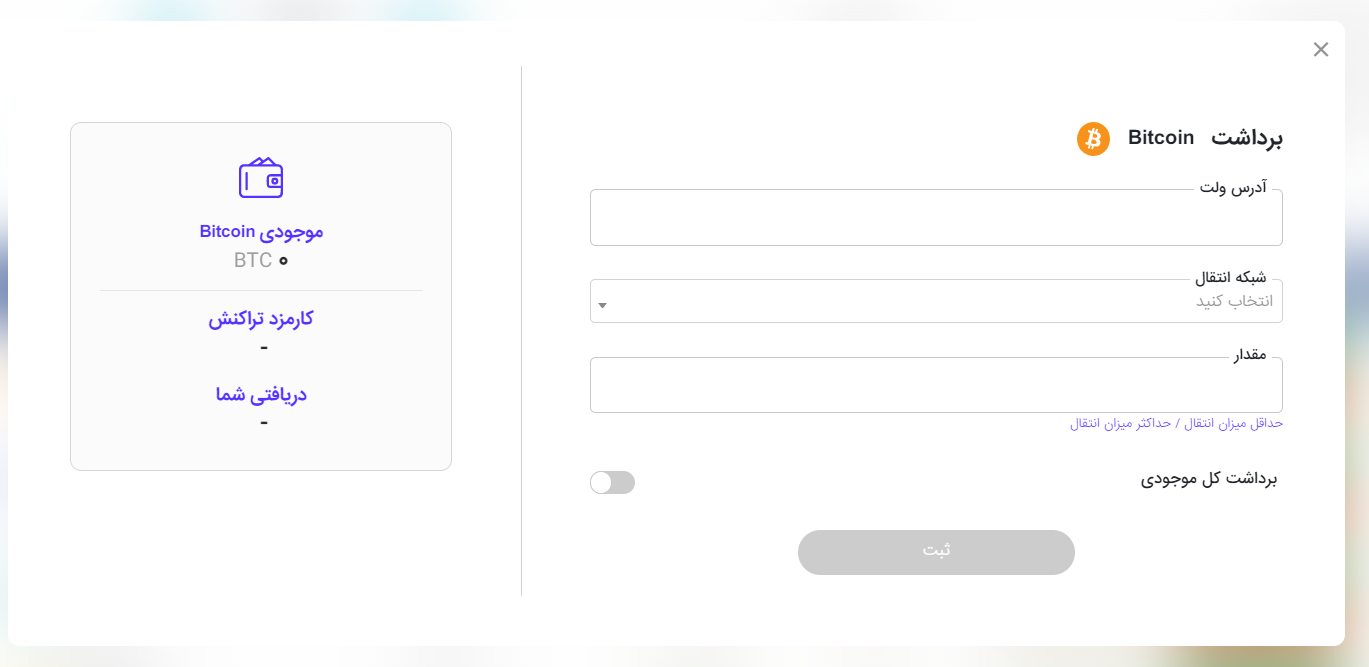 برداشت Bitcoin
آدرس ولت
شبکه انتقال
انتخاب کنید
مقدار
حداقل میزان انتقال / حداکثر میزان انتقال
برداشت کل موجودی
ثبت
موجودی Bitcoin
۰ BTC
کارمزد تراکنش
-
دریافتی شما
-